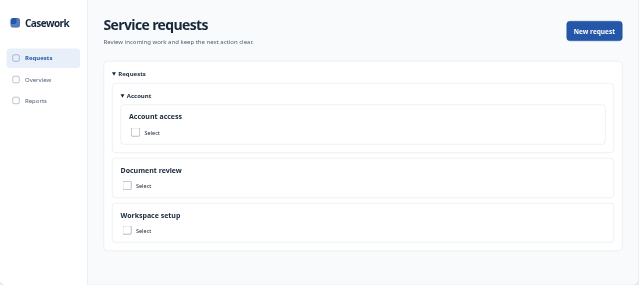 Casework
Requests
Overview
Reports
Service requests
Review incoming work and keep the next action clear.
New request
Requests
Account
Account access
Select
Document review
Select
Workspace setup
Select